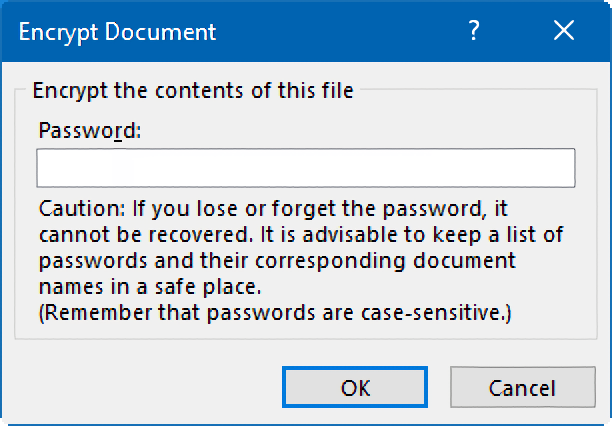 Encrypt Document ?
Encrypt the contents of this file
Password:
Caution: If you lose or forget the password, it
cannot be recovered. It is advisable to keep a list of
passwords and their corresponding document
names in a safe place.
(Remember that passwords are case-sensitive.)
OK Cancel